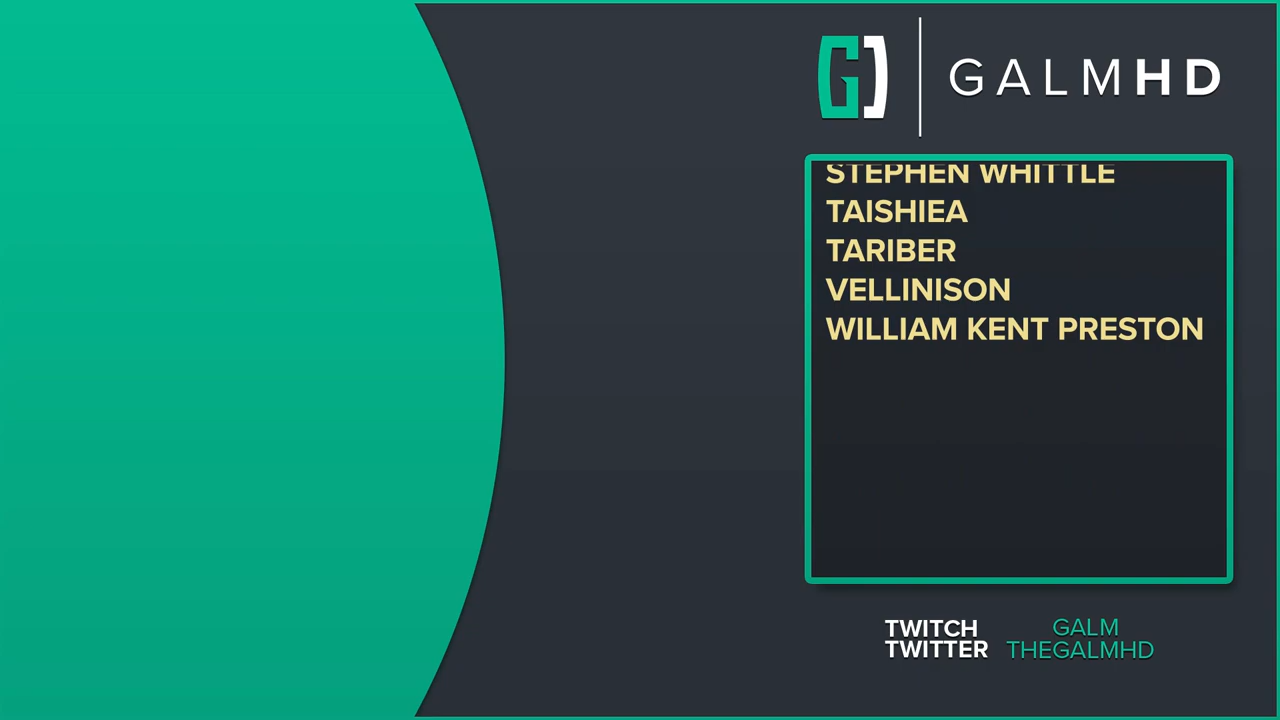 GALMHD
STEPHEN WHITTLE
TAISHIEA
TARIBER
VELLINISON
WILLIAM KENT PRESTON
TWITCH GALM
TWITTER THEGALMHD